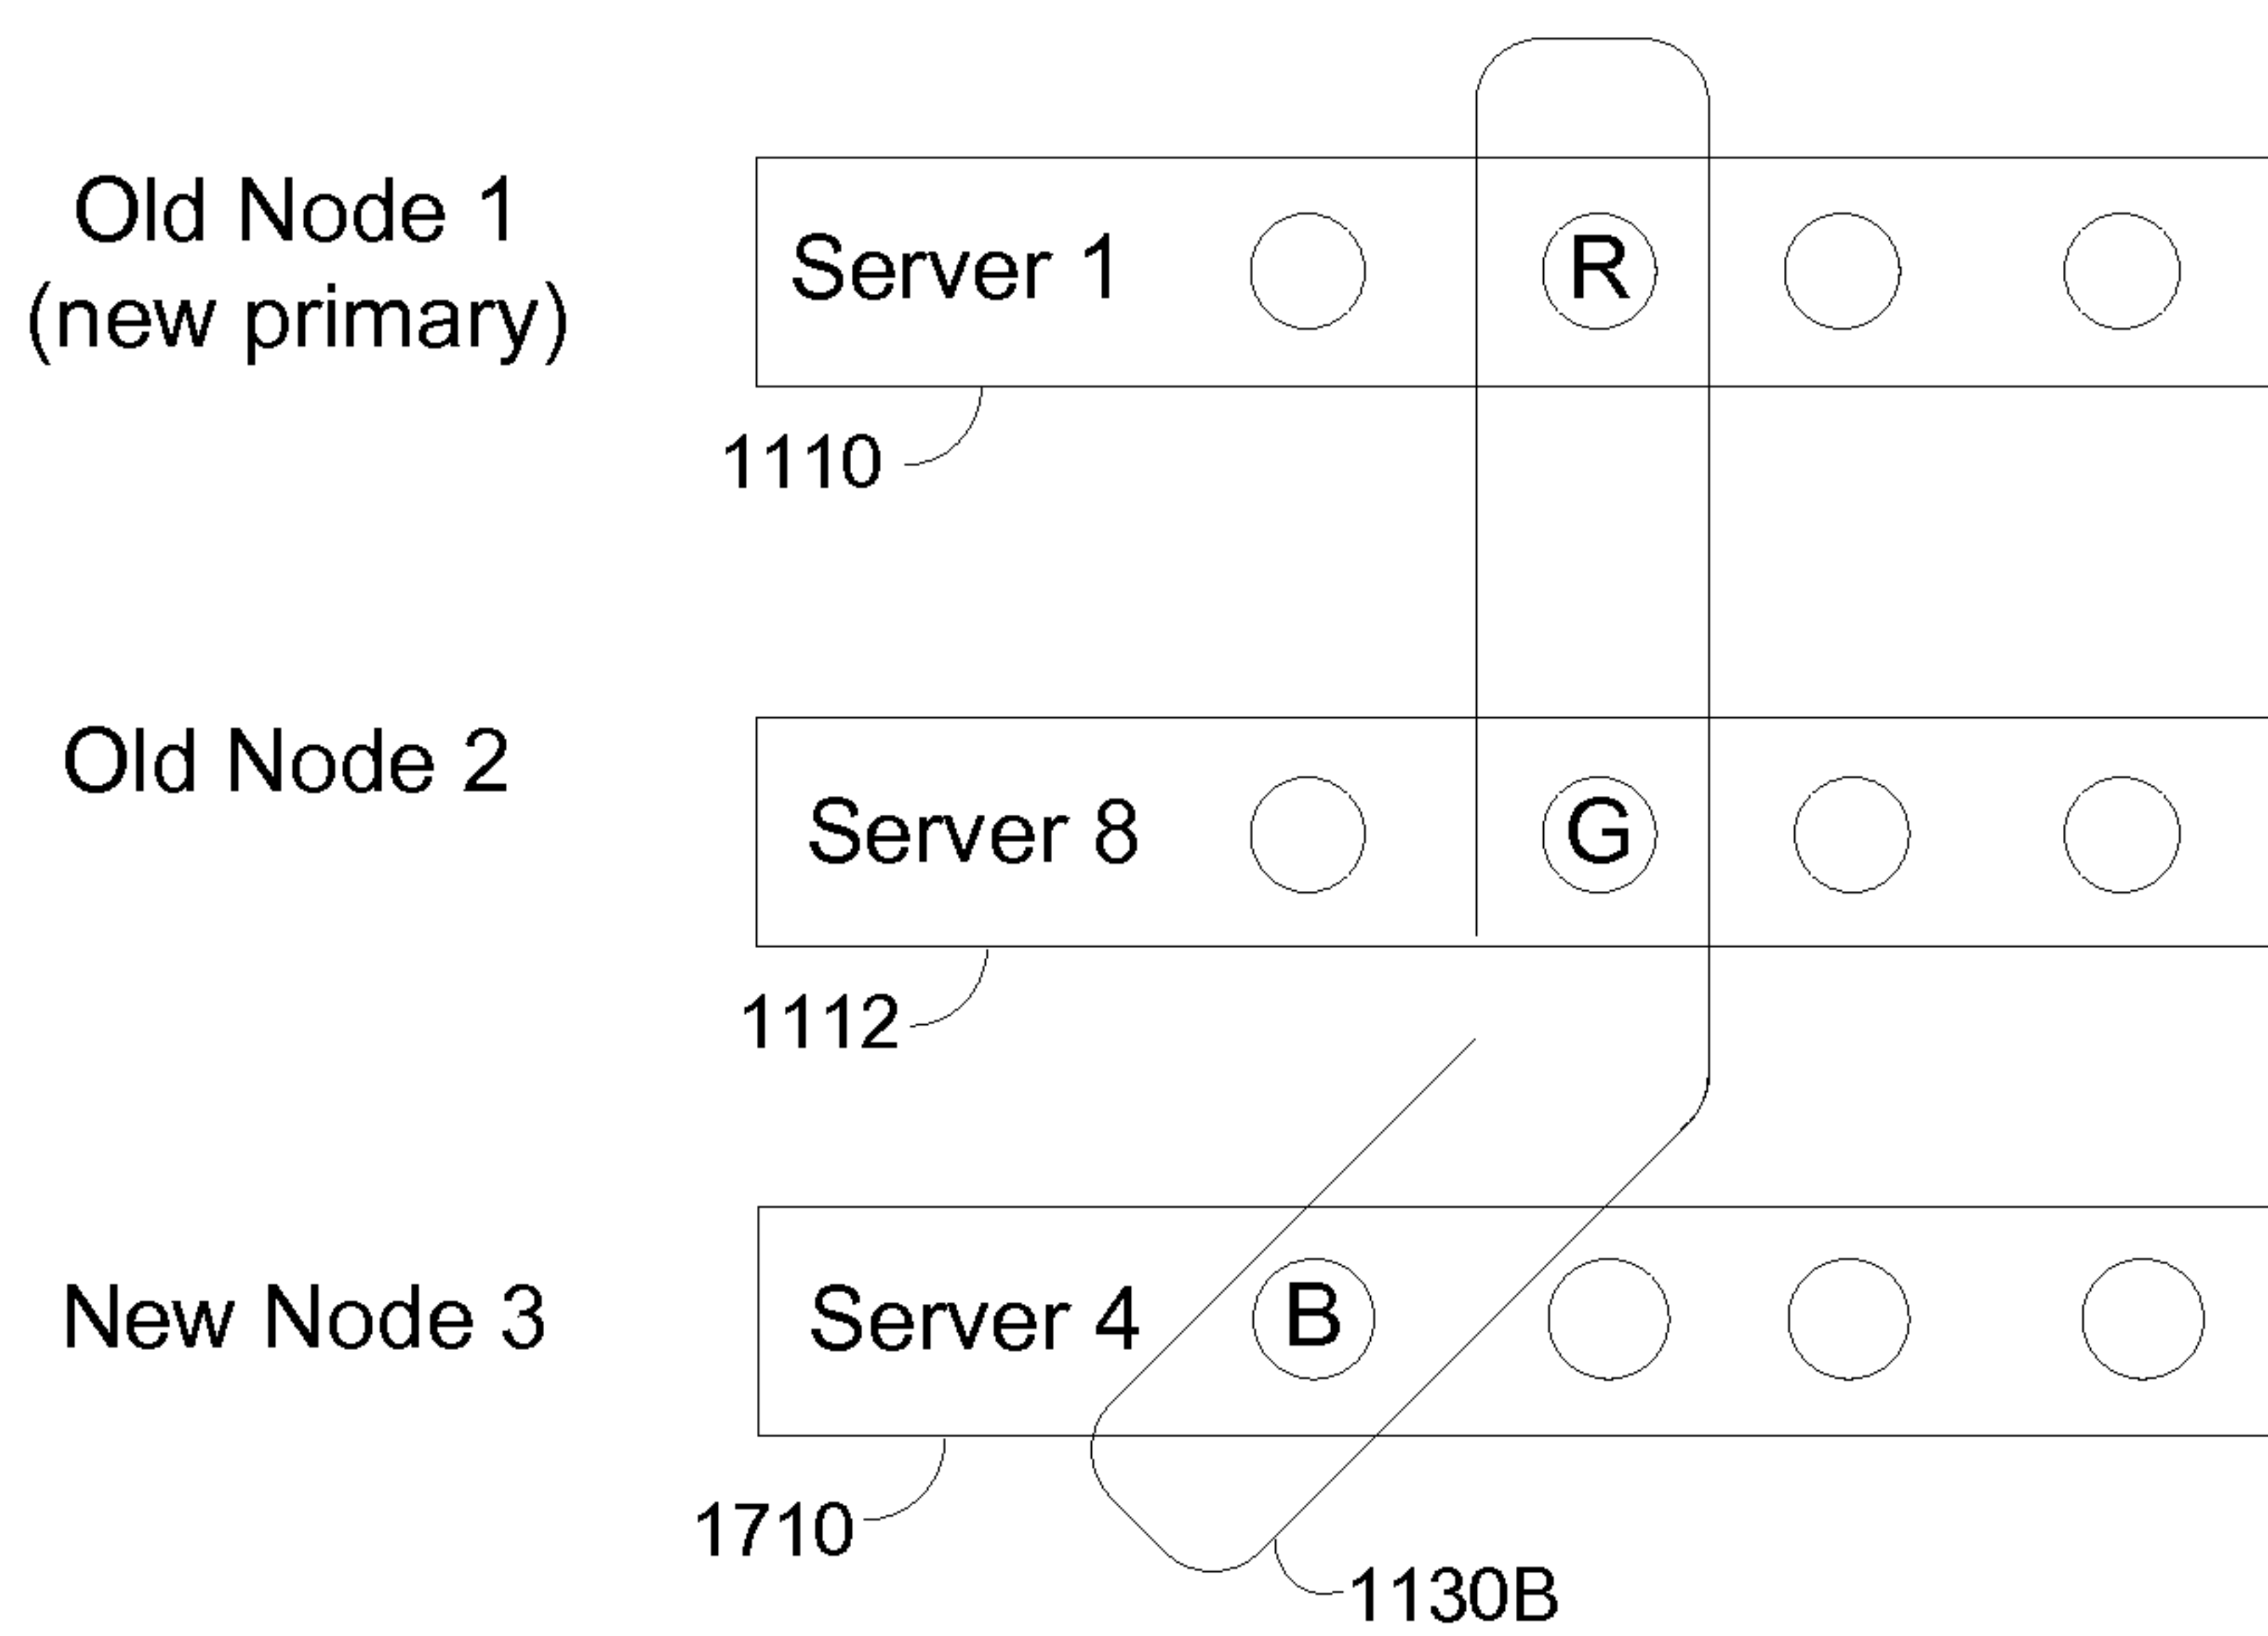 Old Node 1
(new primary)
Server 1
R
1110
Old Node 2
Server 8
G
1112
New Node 3
Server 4
B
1710
1130B